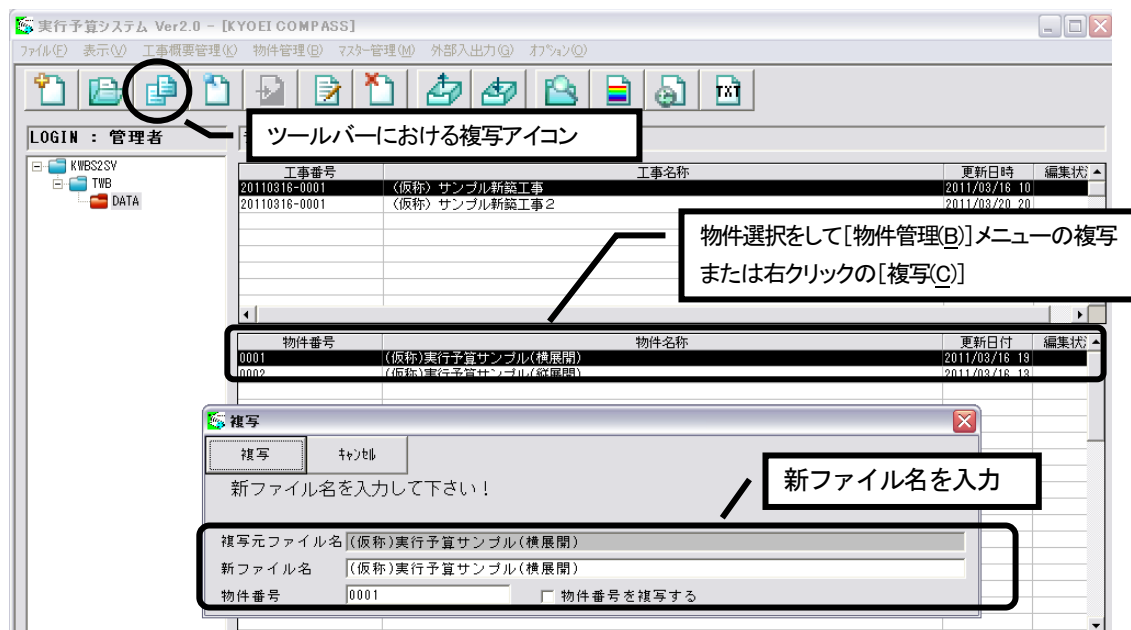 実行予算システム Ver2.0 - [KYOEI COMPASS]
ファイル(F) 表示(V) 工事概要管理(K) 物件管理(B) マスター管理(M) 外部入出力(G) オプション(O)
TXT
ツールバーにおける複写アイコン
LOGIN : 管理者
KWBS2SV
TWB
DATA
工事番号 工事名称 更新日時 編集状況
20110316-0001 (仮称) サンプル新築工事 2011/03/16 10
20110316-0001 (仮称) サンプル新築工事2 2011/03/20 20
物件選択をして[物件管理(B)]メニューの複写
または右クリックの[複写(C)]
物件番号 物件名称 更新日付 編集状況
0001 (仮称)実行予算サンプル(横展開) 2011/03/16 19
0002 (仮称)実行予算サンプル(縦展開) 2011/03/16 13
複写
複写 キャンセル
新ファイル名を入力して下さい!
新ファイル名を入力
複写元ファイル名 (仮称)実行予算サンプル(横展開)
新ファイル名 (仮称)実行予算サンプル(横展開)
物件番号 0001 物件番号を複写する